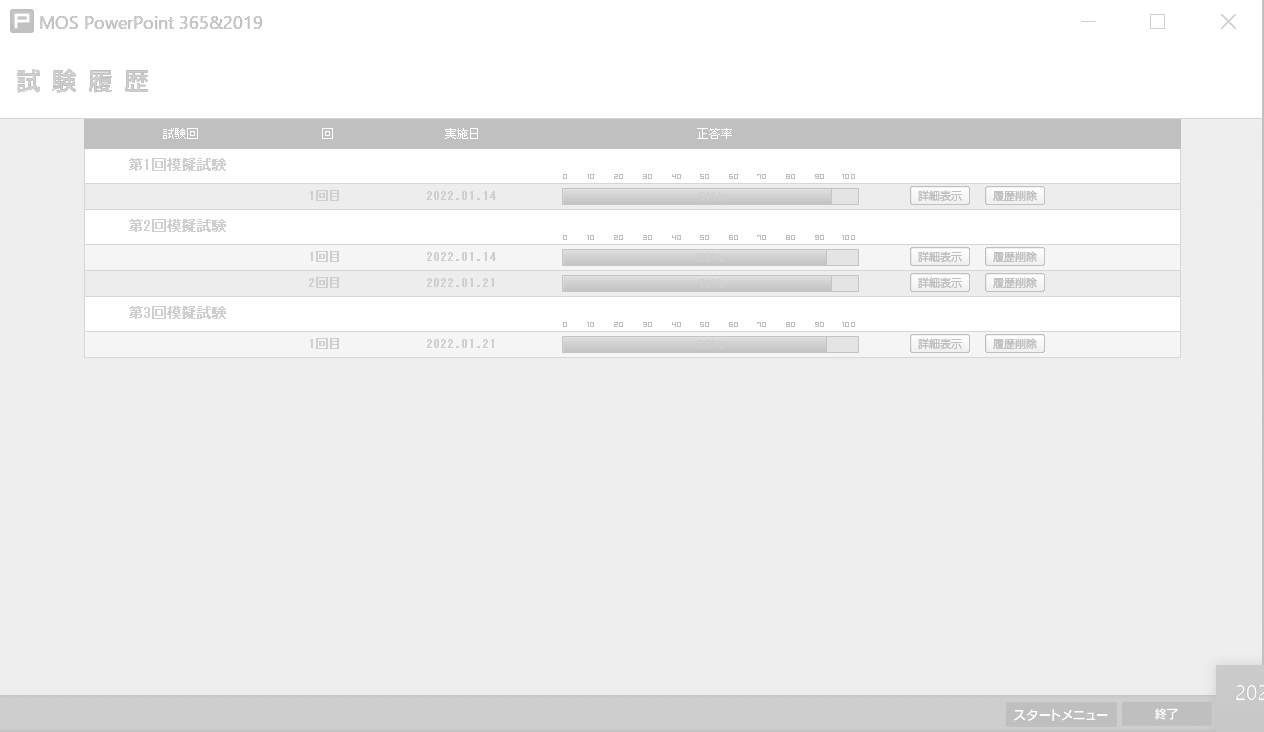 MOS PowerPoint 365&2019
試験履歴
試験回 回 実施日 正答率
第1回模擬試験
0 10 20 30 40 50 60 70 80 90 100
1回目 2022.01.14 詳細表示 履歴削除
第2回模擬試験
0 10 20 30 40 50 60 70 80 90 100
1回目 2022.01.14 詳細表示 履歴削除
2回目 2022.01.21 詳細表示 履歴削除
第3回模擬試験
0 10 20 30 40 50 60 70 80 90 100
1回目 2022.01.21 詳細表示 履歴削除
202
スタートメニュー 終了